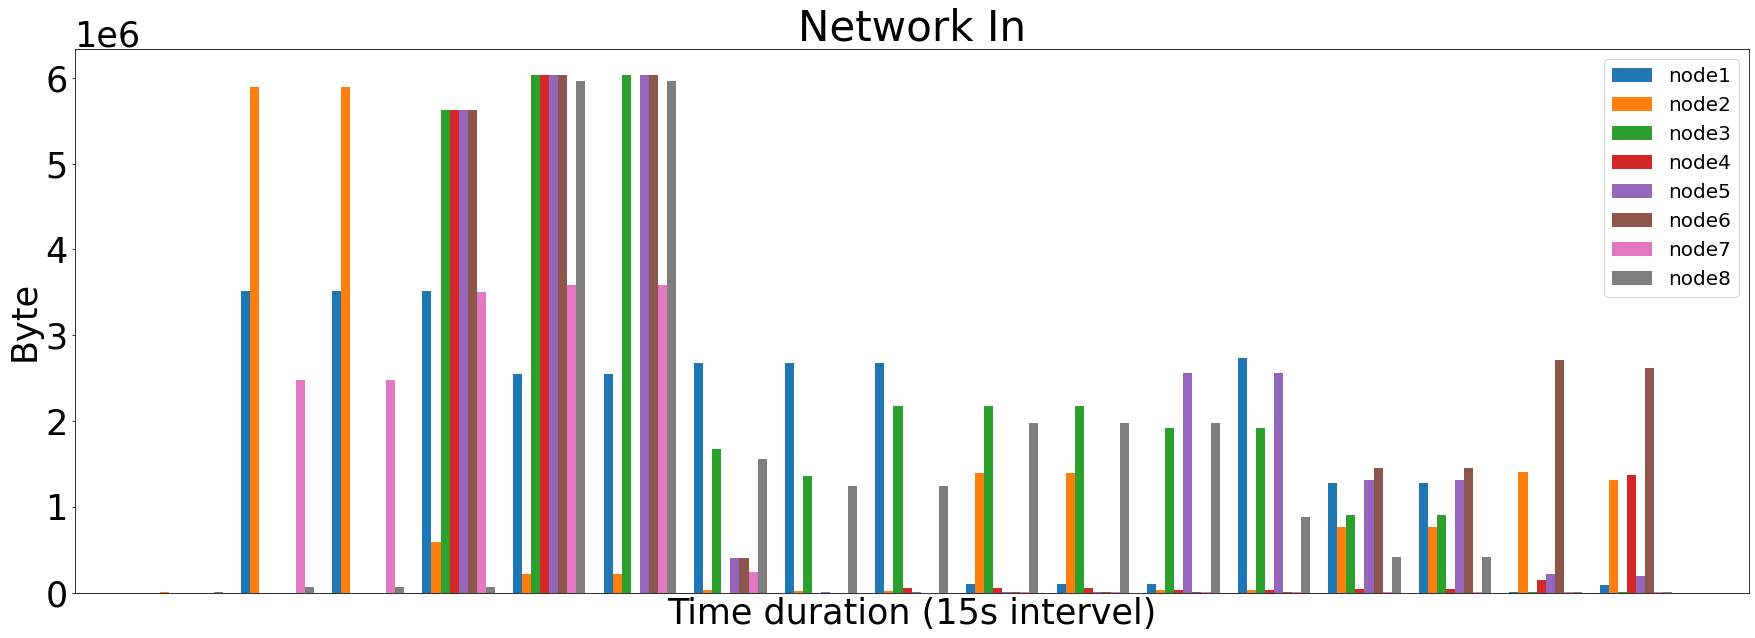 Network In
1e6
6
5
4
3
2
1
0
Byte
Time duration (15s intervel)
node1
node2
node3
node4
node5
node6
node7
node8